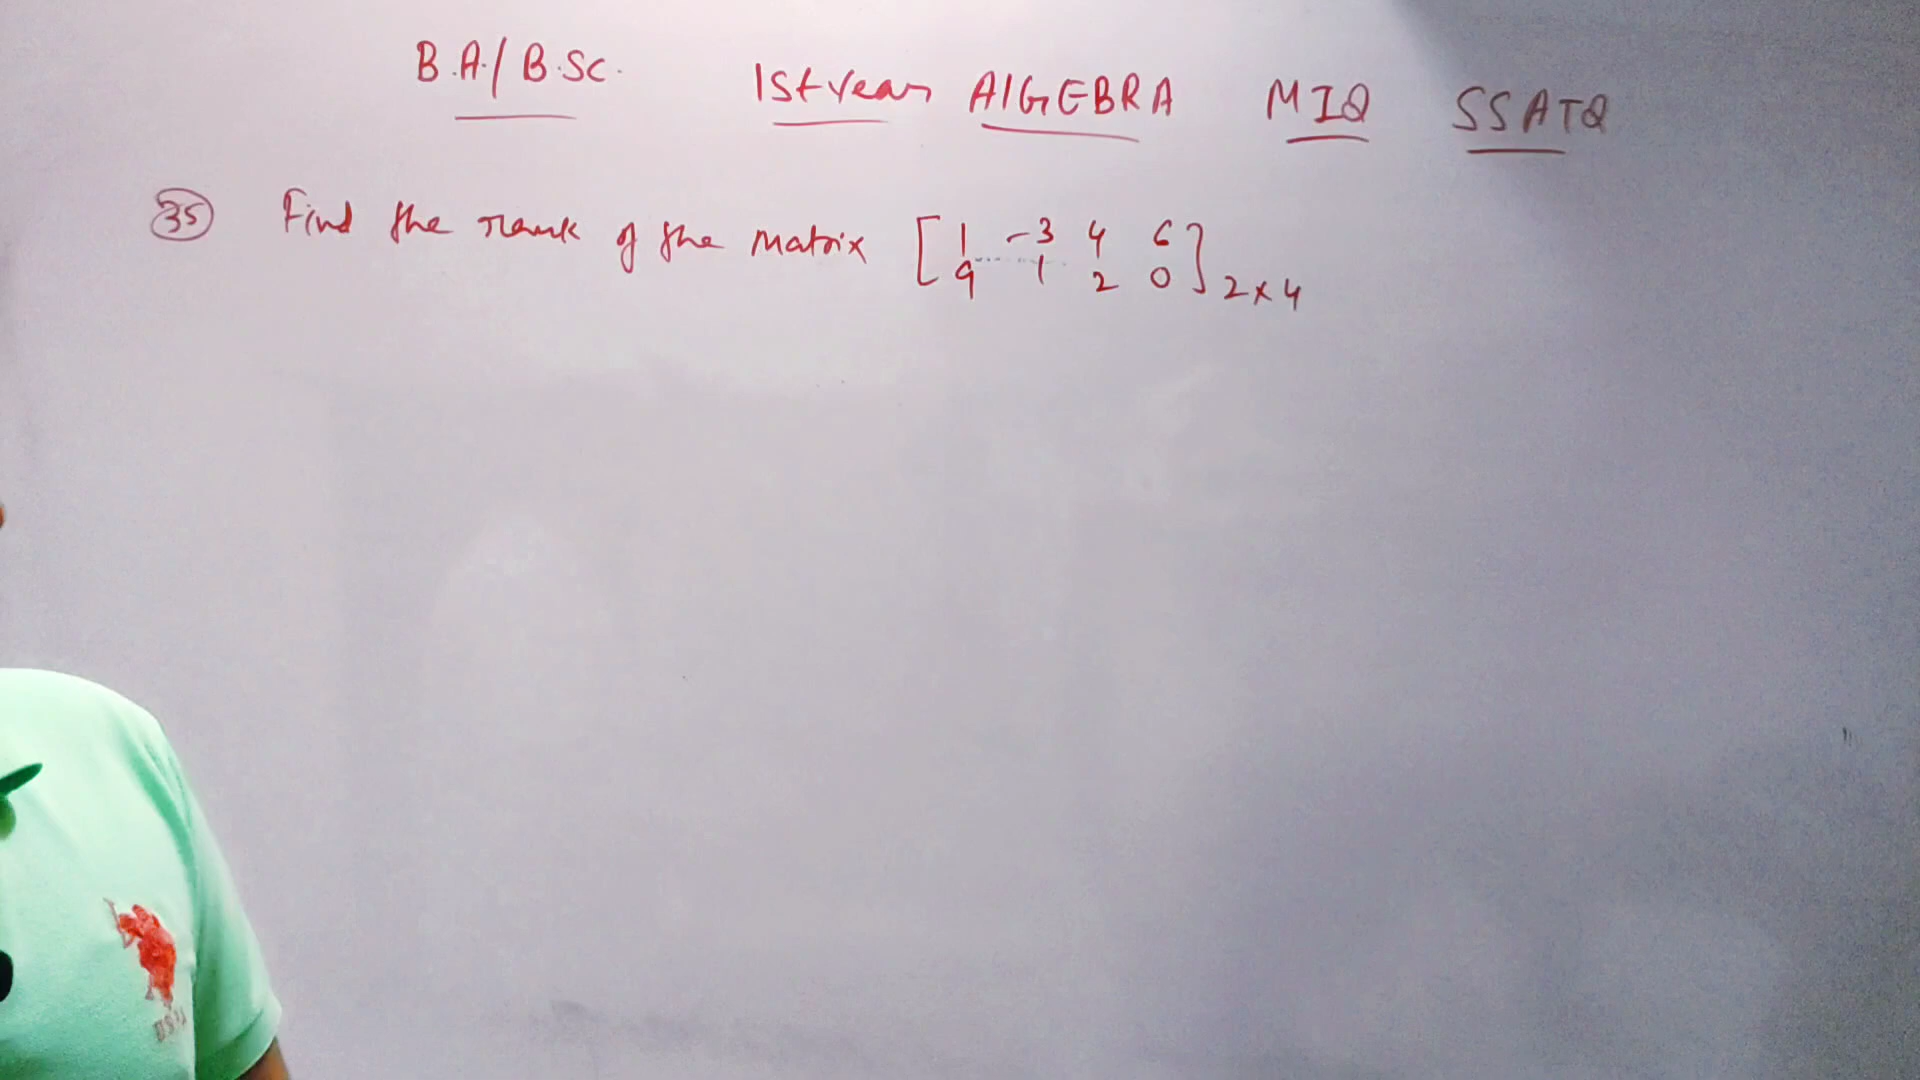 B.A./B.Sc. 1st year AlGEBRA MIQ SSATQ
35 Find the rank of the matrix [1 -3 4 6
9 1 2 0] 2×4